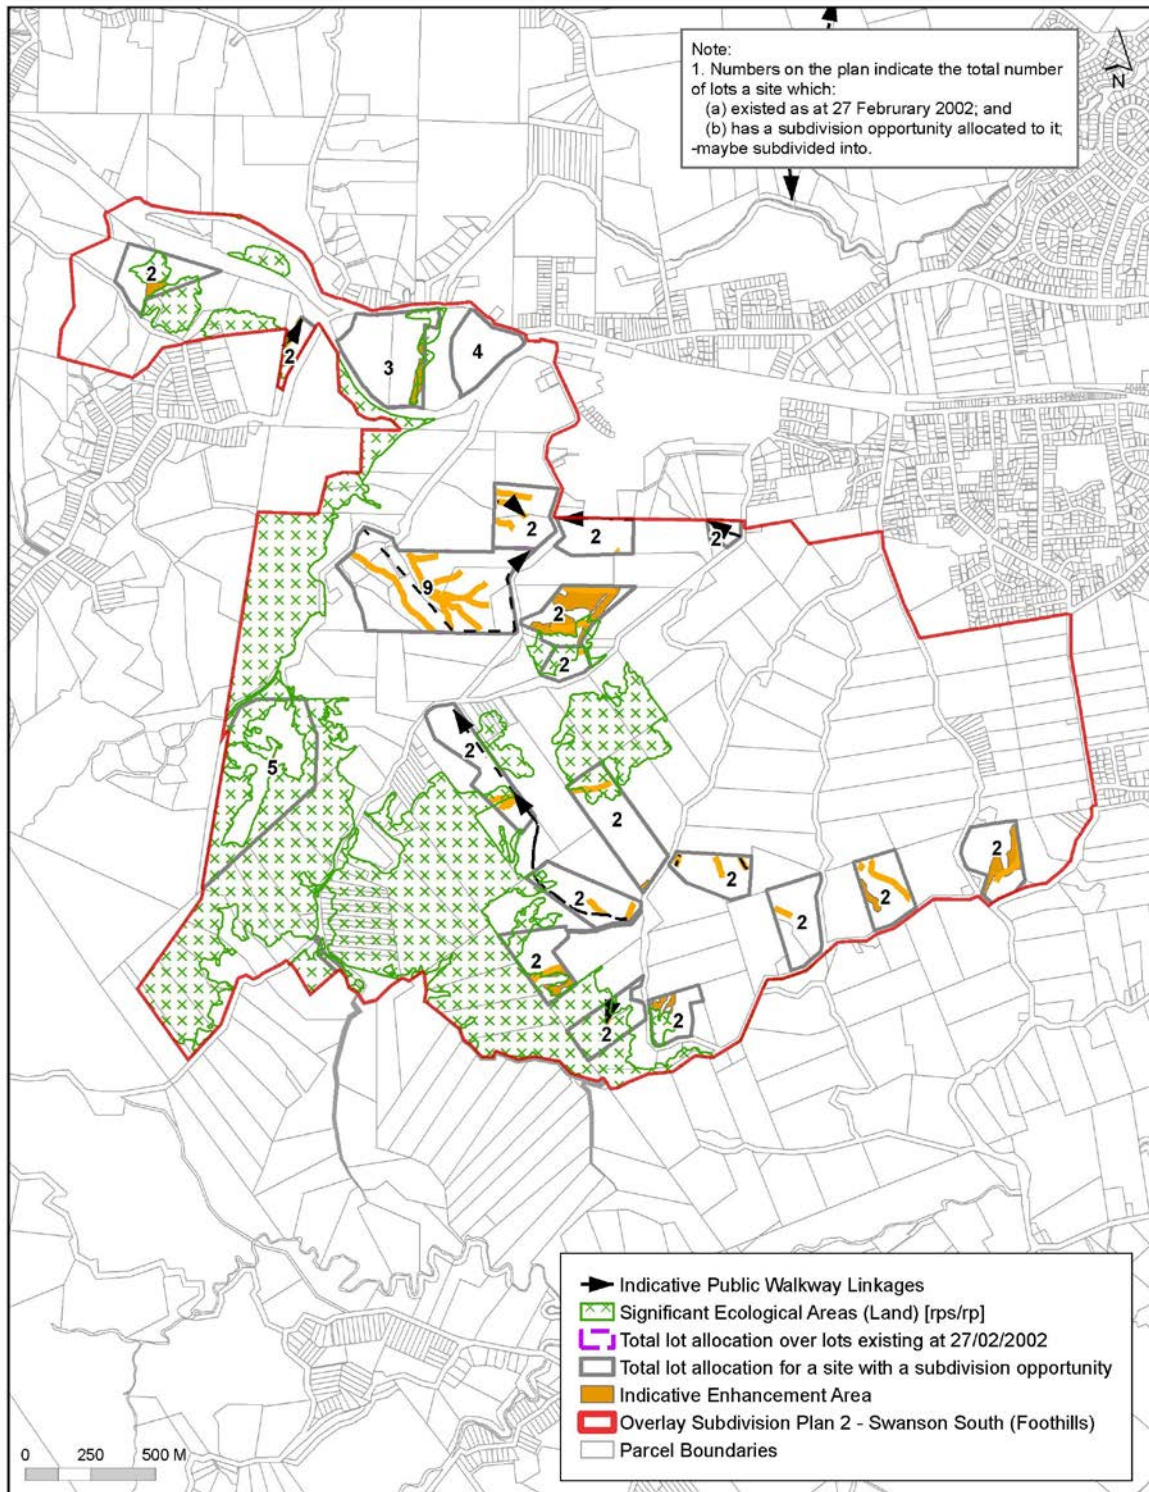 Note:
1. Numbers on the plan indicate the total number
of lots a site which:
(a) existed as at 27 Februrary 2002; and
(b) has a subdivision opportunity allocated to it;
-maybe subdivided into.
N
2
2
3
4
2
2
2
9
2
2
2
5
2
2
2
2
2
2
2
2
2
Indicative Public Walkway Linkages
Significant Ecological Areas (Land) [rps/rp]
Total lot allocation over lots existing at 27/02/2002
Total lot allocation for a site with a subdivision opportunity
Indicative Enhancement Area
Overlay Subdivision Plan 2 - Swanson South (Foothills)
Parcel Boundaries
0 250 500 M